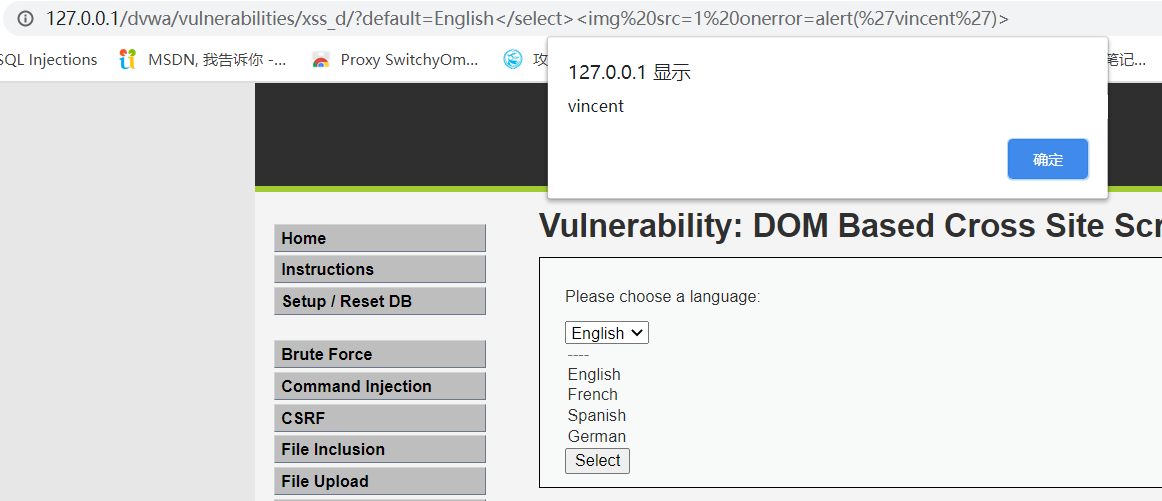 127.0.0.1/dvwa/vulnerabilities/xss_d/?default=English</select><img%20src=1%20onerror=alert(%27vincent%27)>
SQL Injections MSDN, 我告诉你 -... Proxy SwitchyOm... 攻 笔记...
127.0.0.1 显示
vincent
确定
Vulnerability: DOM Based Cross Site Scr
Home
Instructions
Setup / Reset DB
Brute Force
Command Injection
CSRF
File Inclusion
File Upload
Please choose a language:
English
----
English
French
Spanish
German
Select